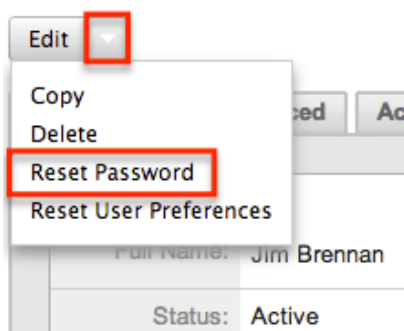 Edit
Copy
Delete
Reset Password
Reset User Preferences
Full Name: Jim Brennan
Status: Active